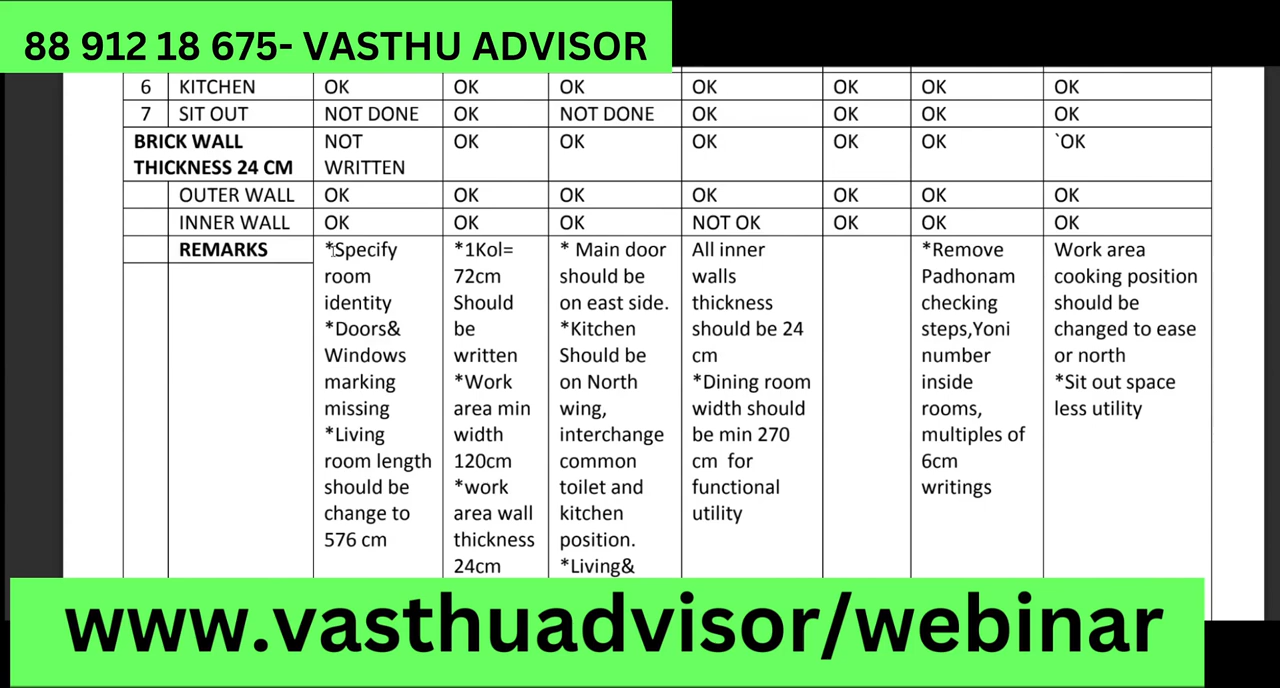 88 912 18 675- VASTHU ADVISOR
6 KITCHEN OK OK OK OK OK OK OK
7 SIT OUT NOT DONE OK NOT DONE OK OK OK OK
BRICK WALL NOT OK OK OK OK OK `OK
THICKNESS 24 CM WRITTEN
OUTER WALL OK OK OK OK OK OK OK
INNER WALL OK OK OK NOT OK OK OK OK
REMARKS
*Specify
room
identity
*Doors&
Windows
marking
missing
*Living
room length
should be
change to
576 cm
*1Kol=
72cm
Should
be
written
*Work
area min
width
120cm
*work
area wall
thickness
24cm
* Main door
should be
on east side.
*Kitchen
Should be
on North
wing,
interchange
common
toilet and
kitchen
position.
*Living&
All inner
walls
thickness
should be 24
cm
*Dining room
width should
be min 270
cm for
functional
utility
*Remove
Padhonam
checking
steps,Yoni
number
inside
rooms,
multiples of
6cm
writings
Work area
cooking position
should be
changed to ease
or north
*Sit out space
less utility
www.vasthuadvisor/webinar